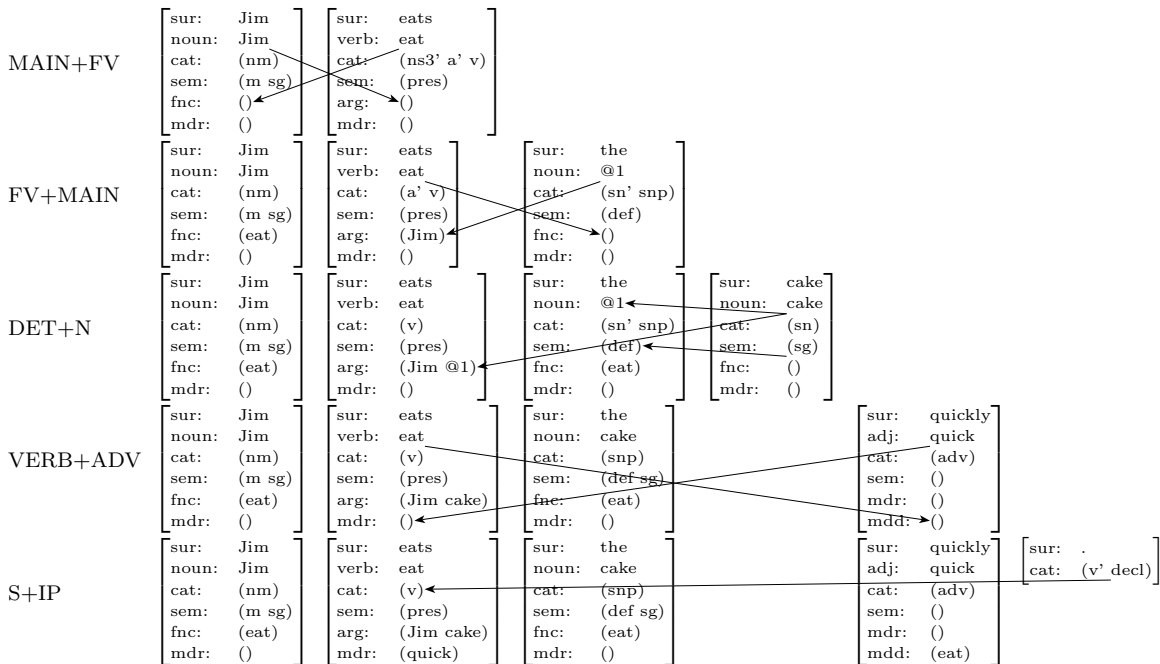 MAIN+FV
sur: Jim
noun: Jim
cat: (nm)
sem: (m sg)
fnc: ()
mdr: ()
sur: eats
verb: eat
cat: (ns3' a' v)
sem: (pres)
arg: ()
mdr: ()
FV+MAIN
sur: Jim
noun: Jim
cat: (nm)
sem: (m sg)
fnc: (eat)
mdr: ()
sur: eats
verb: eat
cat: (a' v)
sem: (pres)
arg: (Jim)
mdr: ()
sur: the
noun: @1
cat: (sn' snp)
sem: (def)
fnc: ()
mdr: ()
DET+N
sur: Jim
noun: Jim
cat: (nm)
sem: (m sg)
fnc: (eat)
mdr: ()
sur: eats
verb: eat
cat: (v)
sem: (pres)
arg: (Jim @1)
mdr: ()
sur: the
noun: @1
cat: (sn' snp)
sem: (def)
fnc: (eat)
mdr: ()
sur: cake
noun: cake
cat: (sn)
sem: (sg)
fnc: ()
mdr: ()
VERB+ADV
sur: Jim
noun: Jim
cat: (nm)
sem: (m sg)
fnc: (eat)
mdr: ()
sur: eats
verb: eat
cat: (v)
sem: (pres)
arg: (Jim cake)
mdr: ()
sur: the
noun: cake
cat: (snp)
sem: (def sg)
fnc: (eat)
mdr: ()
sur: quickly
adj: quick
cat: (adv)
sem: ()
mdr: ()
mdd: ()
S+IP
sur: Jim
noun: Jim
cat: (nm)
sem: (m sg)
fnc: (eat)
mdr: ()
sur: eats
verb: eat
cat: (v)
sem: (pres)
arg: (Jim cake)
mdr: (quick)
sur: the
noun: cake
cat: (snp)
sem: (def sg)
fnc: (eat)
mdr: ()
sur: quickly
adj: quick
cat: (adv)
sem: ()
mdr: ()
mdd: (eat)
sur: .
cat: (v' decl)